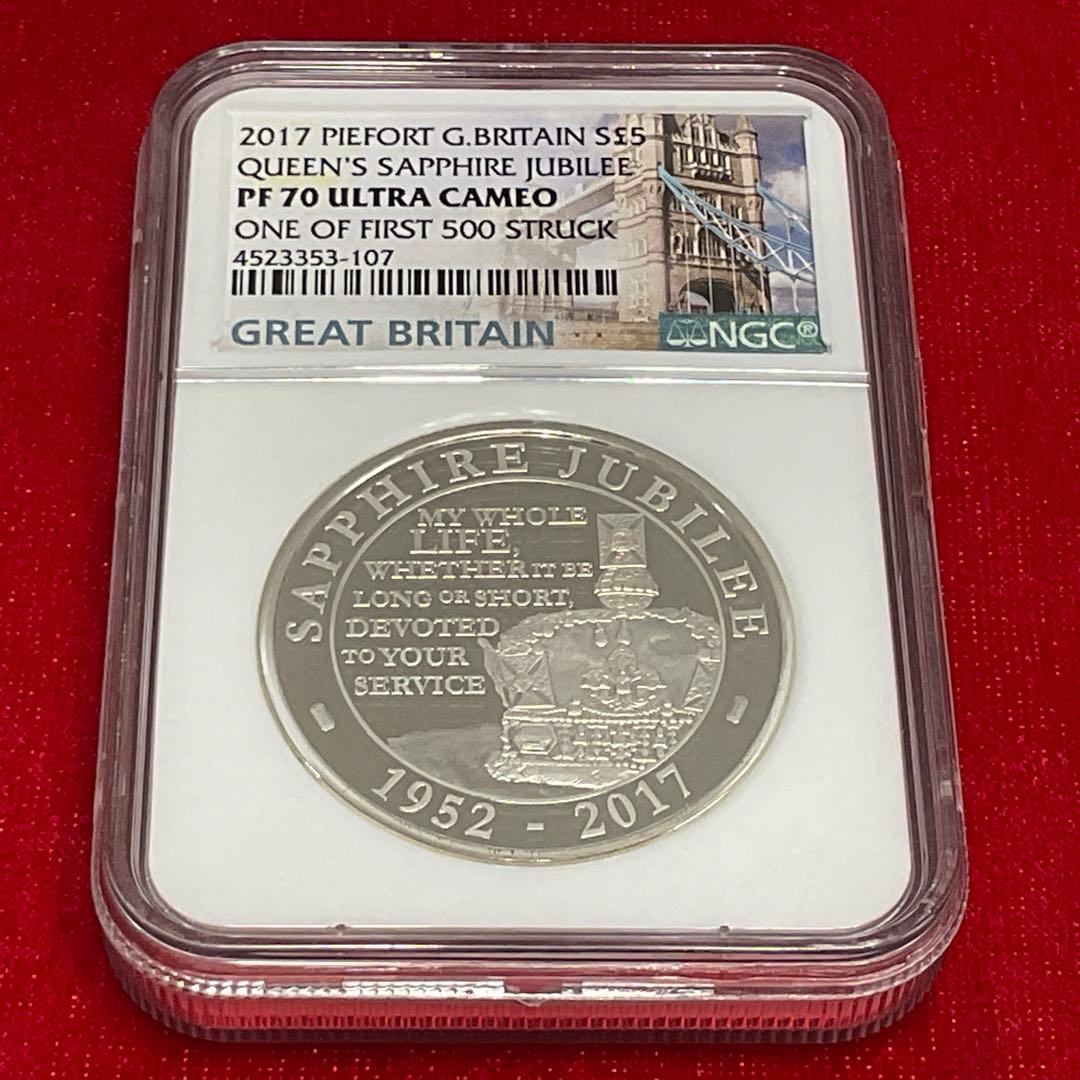 2017 PIEFORT G.BRITAIN S£5
QUEEN'S SAPPHIRE JUBILEE
PF 70 ULTRA CAMEO
ONE OF FIRST 500 STRUCK
4523353-107
GREAT BRITAIN
NGC®
SAPPHIRE JUBILEE
MY WHOLE
LIFE,
WHETHER IT BE
LONG OR SHORT,
DEVOTED
TO YOUR
SERVICE
1952 - 2017